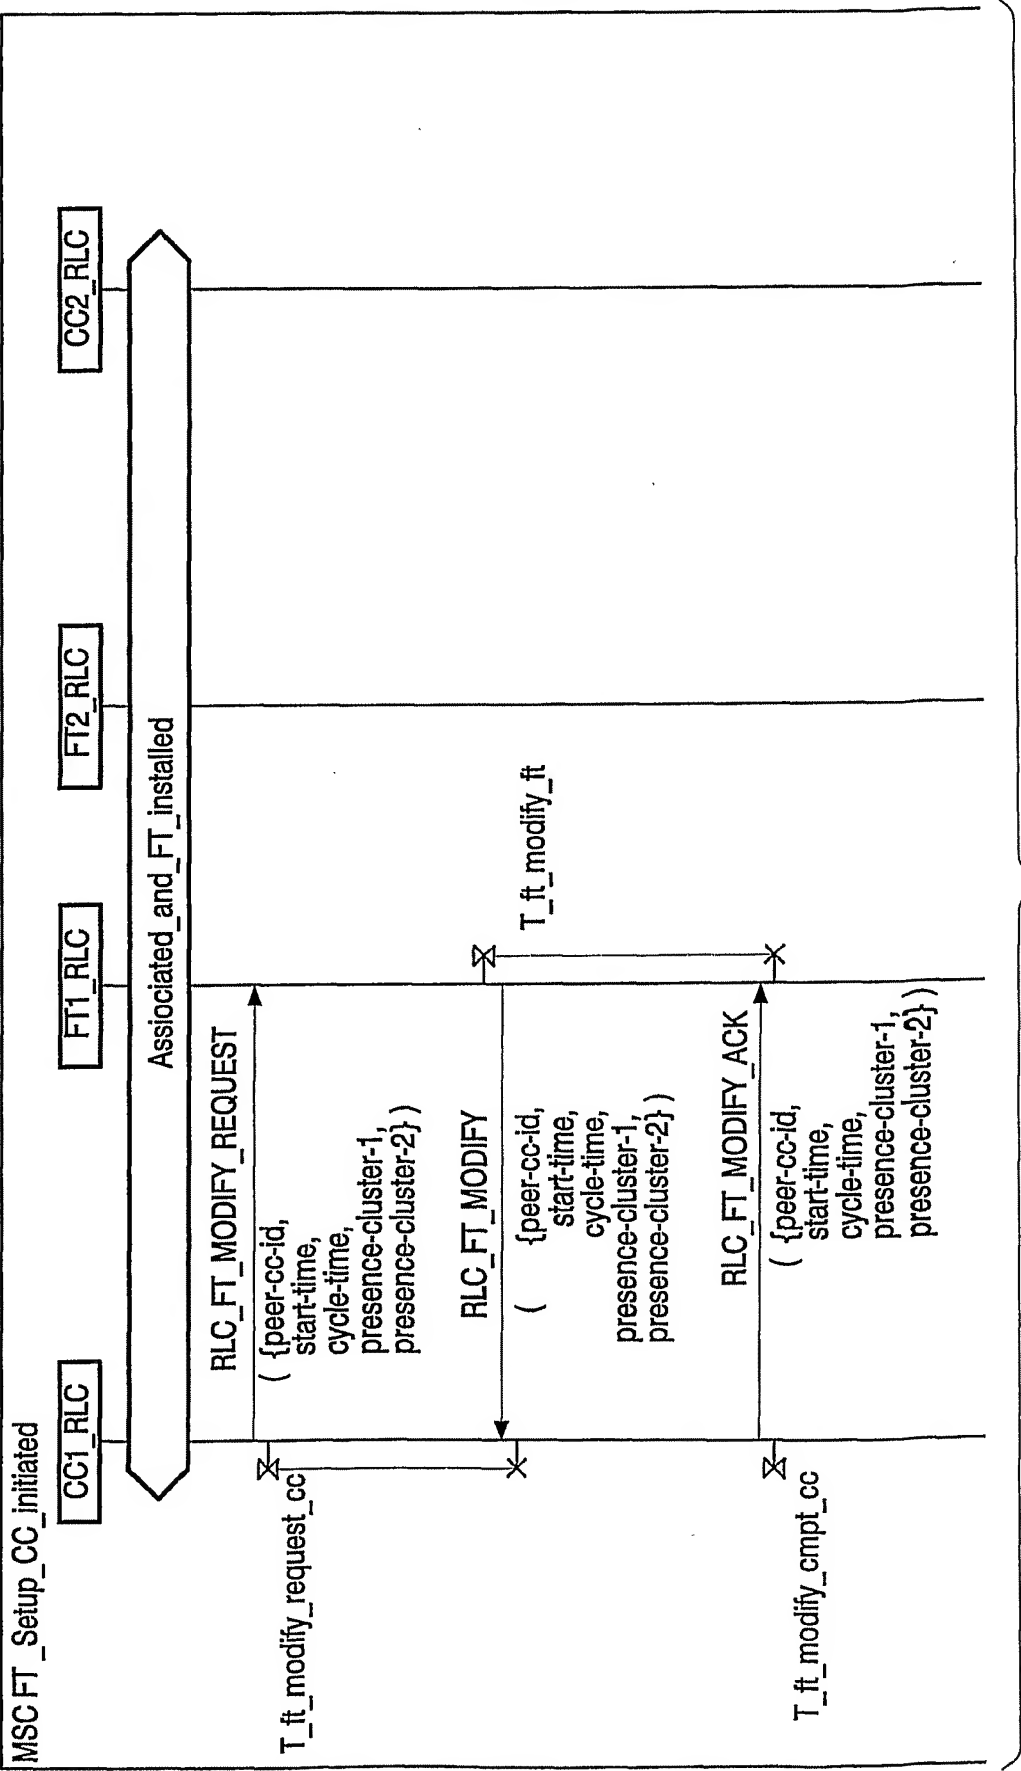 MSC FT_Setup_CC_initiated
CC1_RLC
FT1_RLC
FT2_RLC
CC2_RLC
Assiociated_and_FT_installed
RLC_FT_MODIFY_REQUEST
( {peer-cc-id,
start-time,
cycle-time,
presence-cluster-1,
presence-cluster-2} )
T_ft_modify_request_cc
RLC_FT_MODIFY
( {peer-cc-id,
start-time,
cycle-time,
presence-cluster-1,
presence-cluster-2} )
T_ft_modify_ft
RLC_FT_MODIFY_ACK
( {peer-cc-id,
start-time,
cycle-time,
presence-cluster-1,
presence-cluster-2} )
T_ft_modify_cmpt_cc